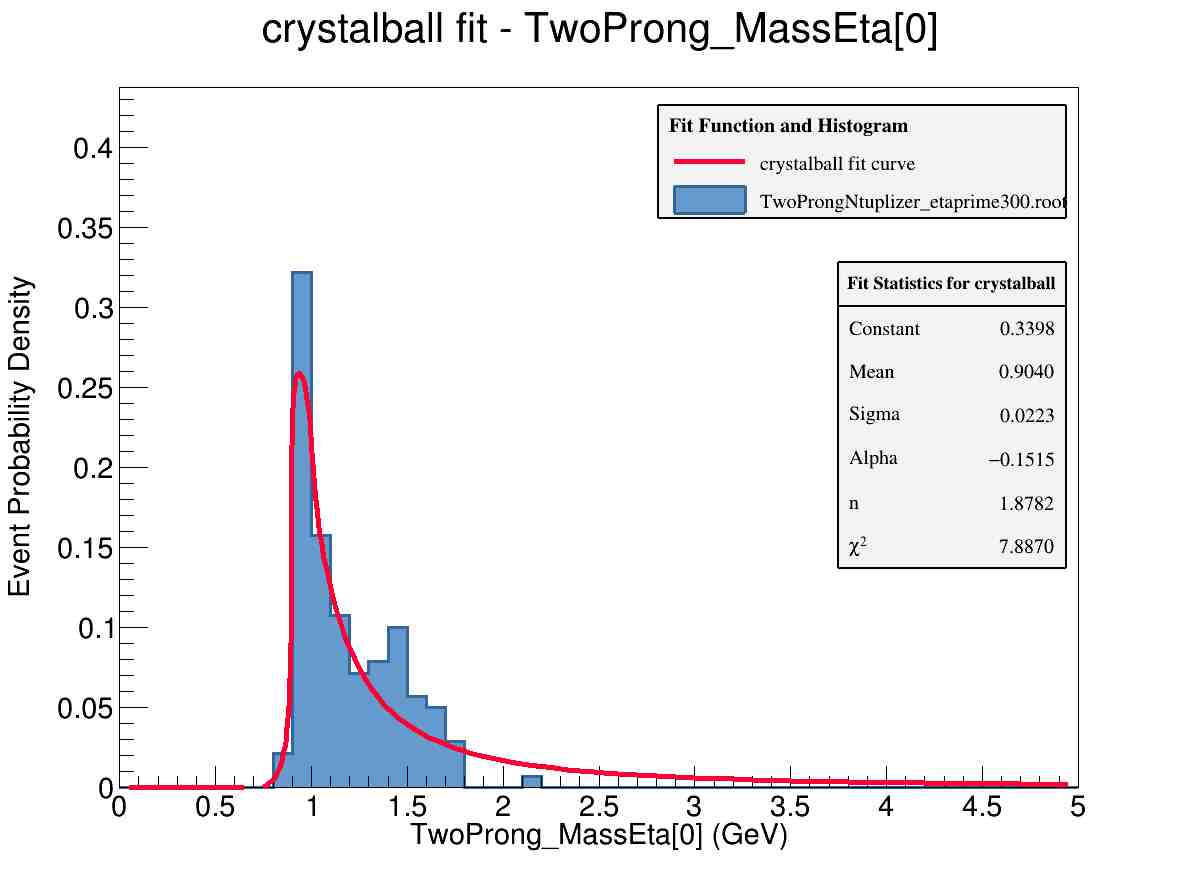 crystalball fit - TwoProng_MassEta[0]
Fit Function and Histogram
crystalball fit curve
TwoProngNtuplizer_etaprime300.root
Fit Statistics for crystalball
Constant 0.3398
Mean 0.9040
Sigma 0.0223
Alpha −0.1515
n 1.8782
χ² 7.8870
Event Probability Density
0.4
0.35
0.3
0.25
0.2
0.15
0.1
0.05
0
0 0.5 1 1.5 2 2.5 3 3.5 4 4.5 5
TwoProng_MassEta[0] (GeV)